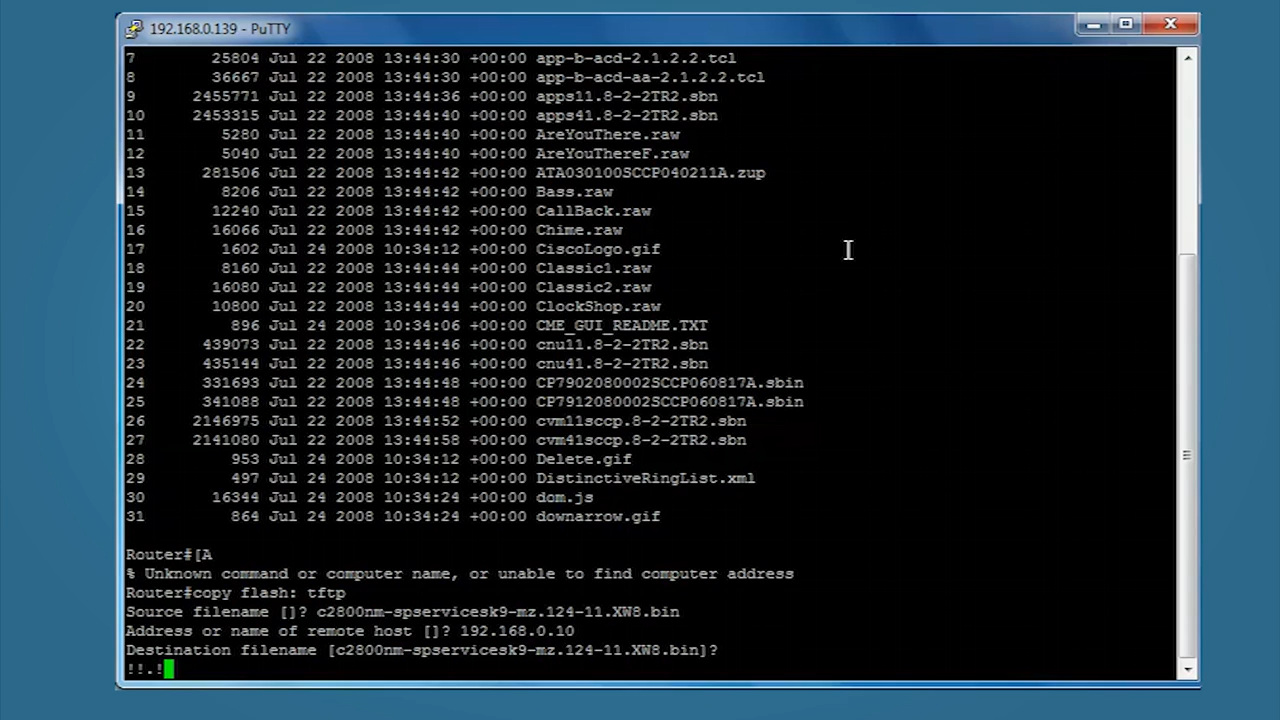 192.168.0.139 - PuTTY
7 25804 Jul 22 2008 13:44:30 +00:00 app-b-acd-2.1.2.2.tcl
8 36667 Jul 22 2008 13:44:30 +00:00 app-b-acd-aa-2.1.2.2.tcl
9 2455771 Jul 22 2008 13:44:36 +00:00 apps11.8-2-2TR2.sbn
10 2453315 Jul 22 2008 13:44:40 +00:00 apps41.8-2-2TR2.sbn
11 5280 Jul 22 2008 13:44:40 +00:00 AreYouThere.raw
12 5040 Jul 22 2008 13:44:40 +00:00 AreYouThereF.raw
13 281506 Jul 22 2008 13:44:42 +00:00 ATA030100SCCP040211A.zup
14 8206 Jul 22 2008 13:44:42 +00:00 Bass.raw
15 12240 Jul 22 2008 13:44:42 +00:00 CallBack.raw
16 16066 Jul 22 2008 13:44:42 +00:00 Chime.raw
17 1602 Jul 24 2008 10:34:12 +00:00 CiscoLogo.gif
18 8160 Jul 22 2008 13:44:44 +00:00 Classic1.raw
19 16080 Jul 22 2008 13:44:44 +00:00 Classic2.raw
20 10800 Jul 22 2008 13:44:44 +00:00 ClockShop.raw
21 896 Jul 24 2008 10:34:06 +00:00 CME_GUI_README.TXT
22 439073 Jul 22 2008 13:44:46 +00:00 cnu11.8-2-2TR2.sbn
23 435144 Jul 22 2008 13:44:46 +00:00 cnu41.8-2-2TR2.sbn
24 331693 Jul 22 2008 13:44:48 +00:00 CP7902080002SCCP060817A.sbin
25 341088 Jul 22 2008 13:44:48 +00:00 CP7912080002SCCP060817A.sbin
26 2146975 Jul 22 2008 13:44:52 +00:00 cvm11sccp.8-2-2TR2.sbn
27 2141080 Jul 22 2008 13:44:58 +00:00 cvm41sccp.8-2-2TR2.sbn
28 953 Jul 24 2008 10:34:12 +00:00 Delete.gif
29 497 Jul 24 2008 10:34:12 +00:00 DistinctiveRingList.xml
30 16344 Jul 24 2008 10:34:24 +00:00 dom.js
31 864 Jul 24 2008 10:34:24 +00:00 downarrow.gif
Router#[A
% Unknown command or computer name, or unable to find computer address
Router#copy flash: tftp
Source filename []? c2800nm-spservicesk9-mz.124-11.XW8.bin
Address or name of remote host []? 192.168.0.10
Destination filename [c2800nm-spservicesk9-mz.124-11.XW8.bin]?
!!.!